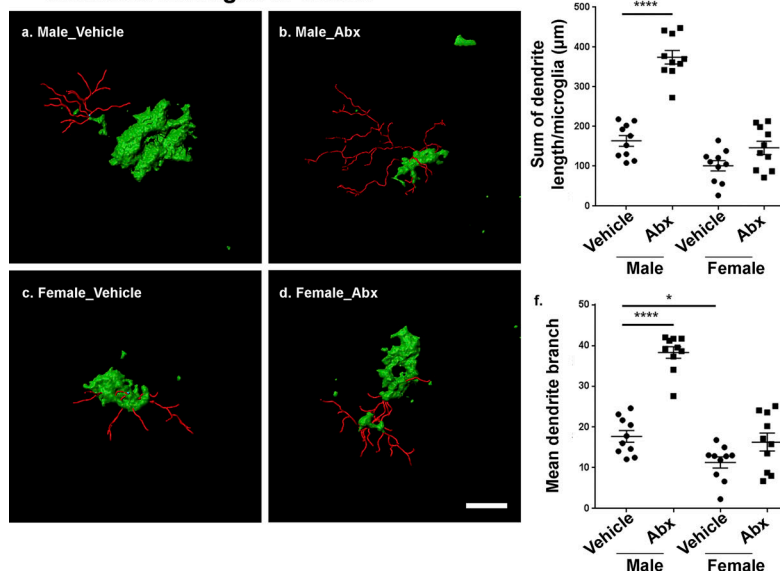 a. Male_Vehicle
b. Male_Abx
c. Female_Vehicle
d. Female_Abx
Sum of dendrite
length/microglia (µm)
500
400
300
200
100
0
****
Vehicle
Abx
Vehicle
Abx
Male
Female
f.
Mean dendrite branch
50
40
30
20
10
0
*
****
Vehicle
Abx
Vehicle
Abx
Male
Female